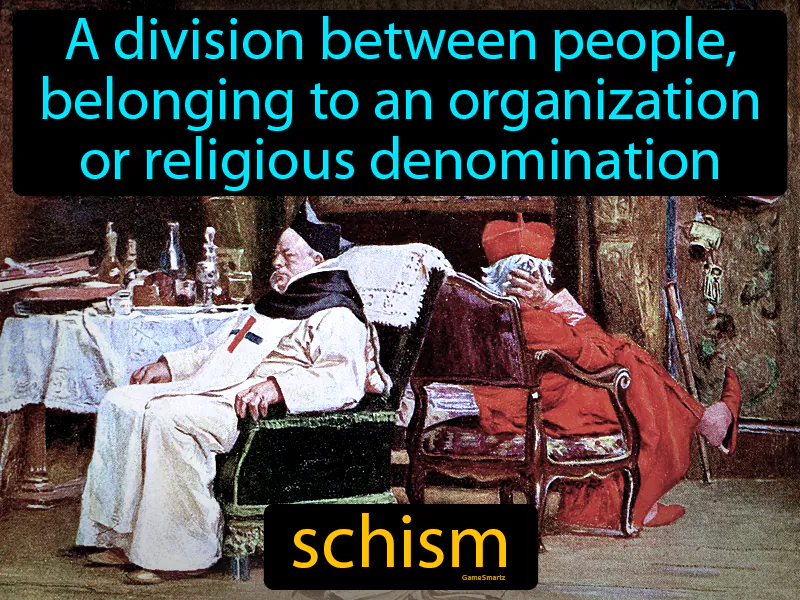 A division between people,
belonging to an organization
or religious denomination
schism
GameSmartz